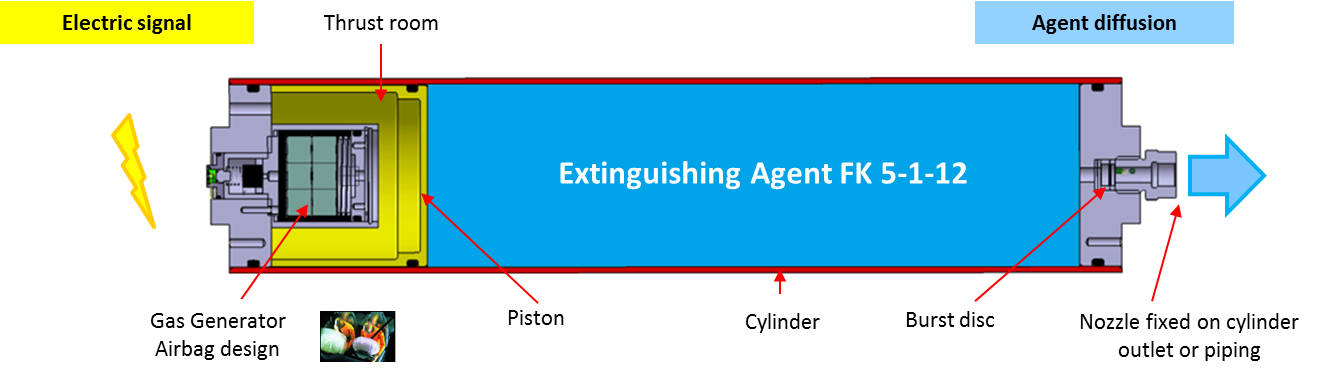 Electric signal
Thrust room
Agent diffusion
Extinguishing Agent FK 5-1-12
Gas Generator
Airbag design
Piston
Cylinder
Burst disc
Nozzle fixed on cylinder
outlet or piping